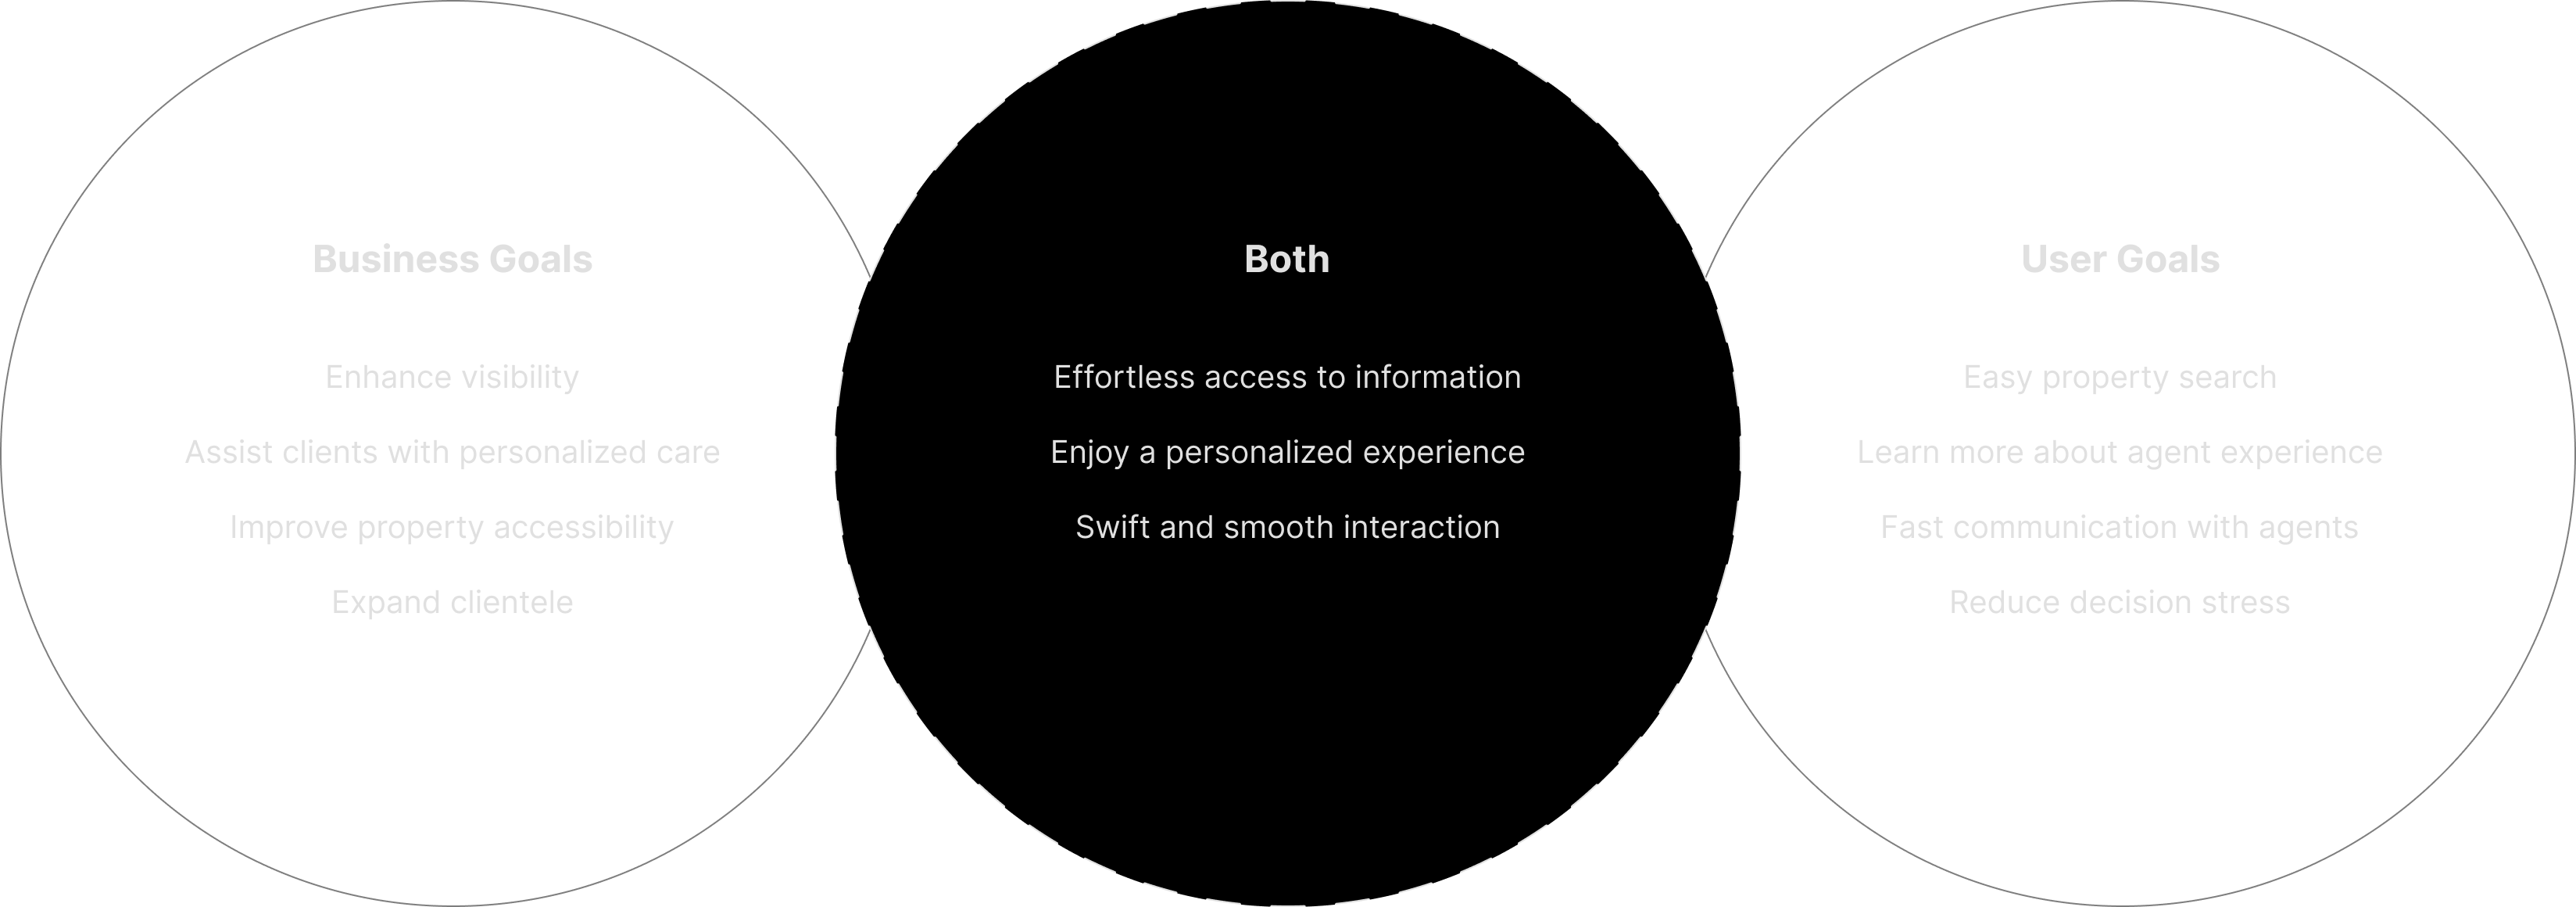 Business Goals
Enhance visibility
Assist clients with personalized care
Improve property accessibility
Expand clientele
Both
Effortless access to information
Enjoy a personalized experience
Swift and smooth interaction
User Goals
Easy property search
Learn more about agent experience
Fast communication with agents
Reduce decision stress